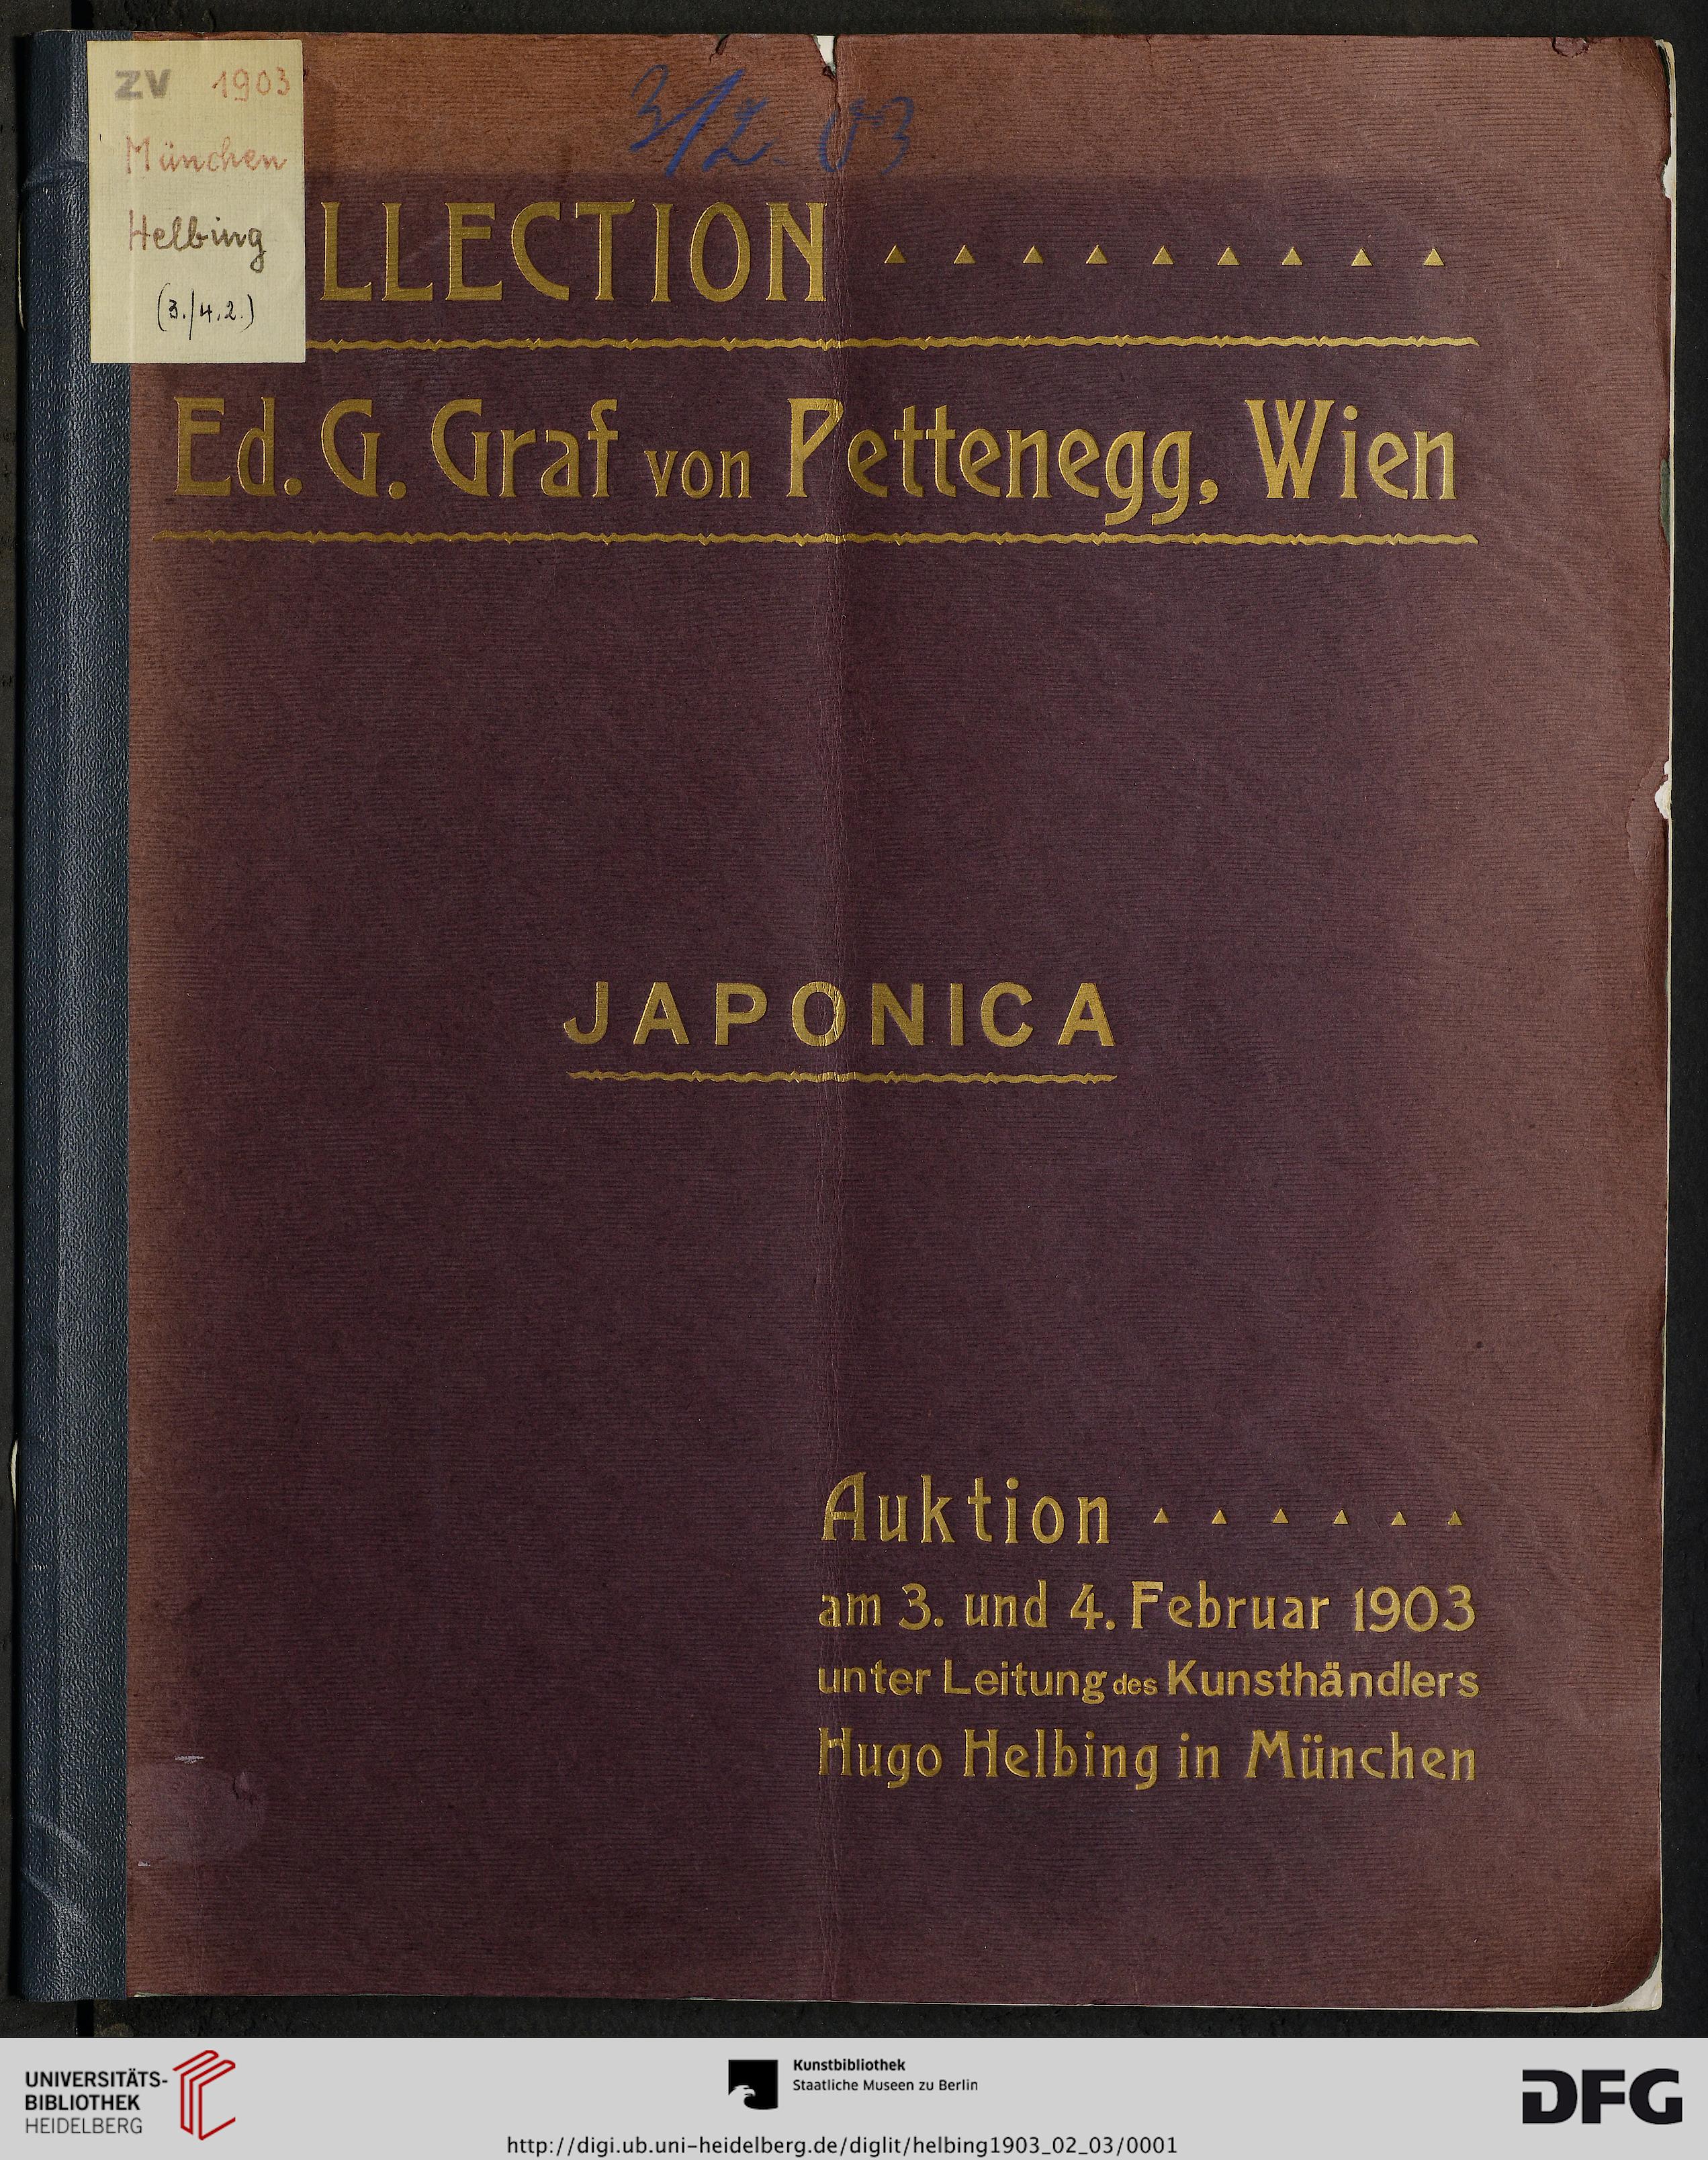 ZV 1903
München
Helbing
(3./4.2.)
3/2. 03
LLECTION
Ed. G. Graf von Pettenegg, Wien
JAPONICA
Auktion
am 3. und 4. Februar 1903
unter Leitung des Kunsthändlers
Hugo Helbing in München
UNIVERSITÄTS-
BIBLIOTHEK
HEIDELBERG
Kunstbibliothek
Staatliche Museen zu Berlin
DFG
http://digi.ub.uni-heidelberg.de/diglit/helbing1903_02_03/0001